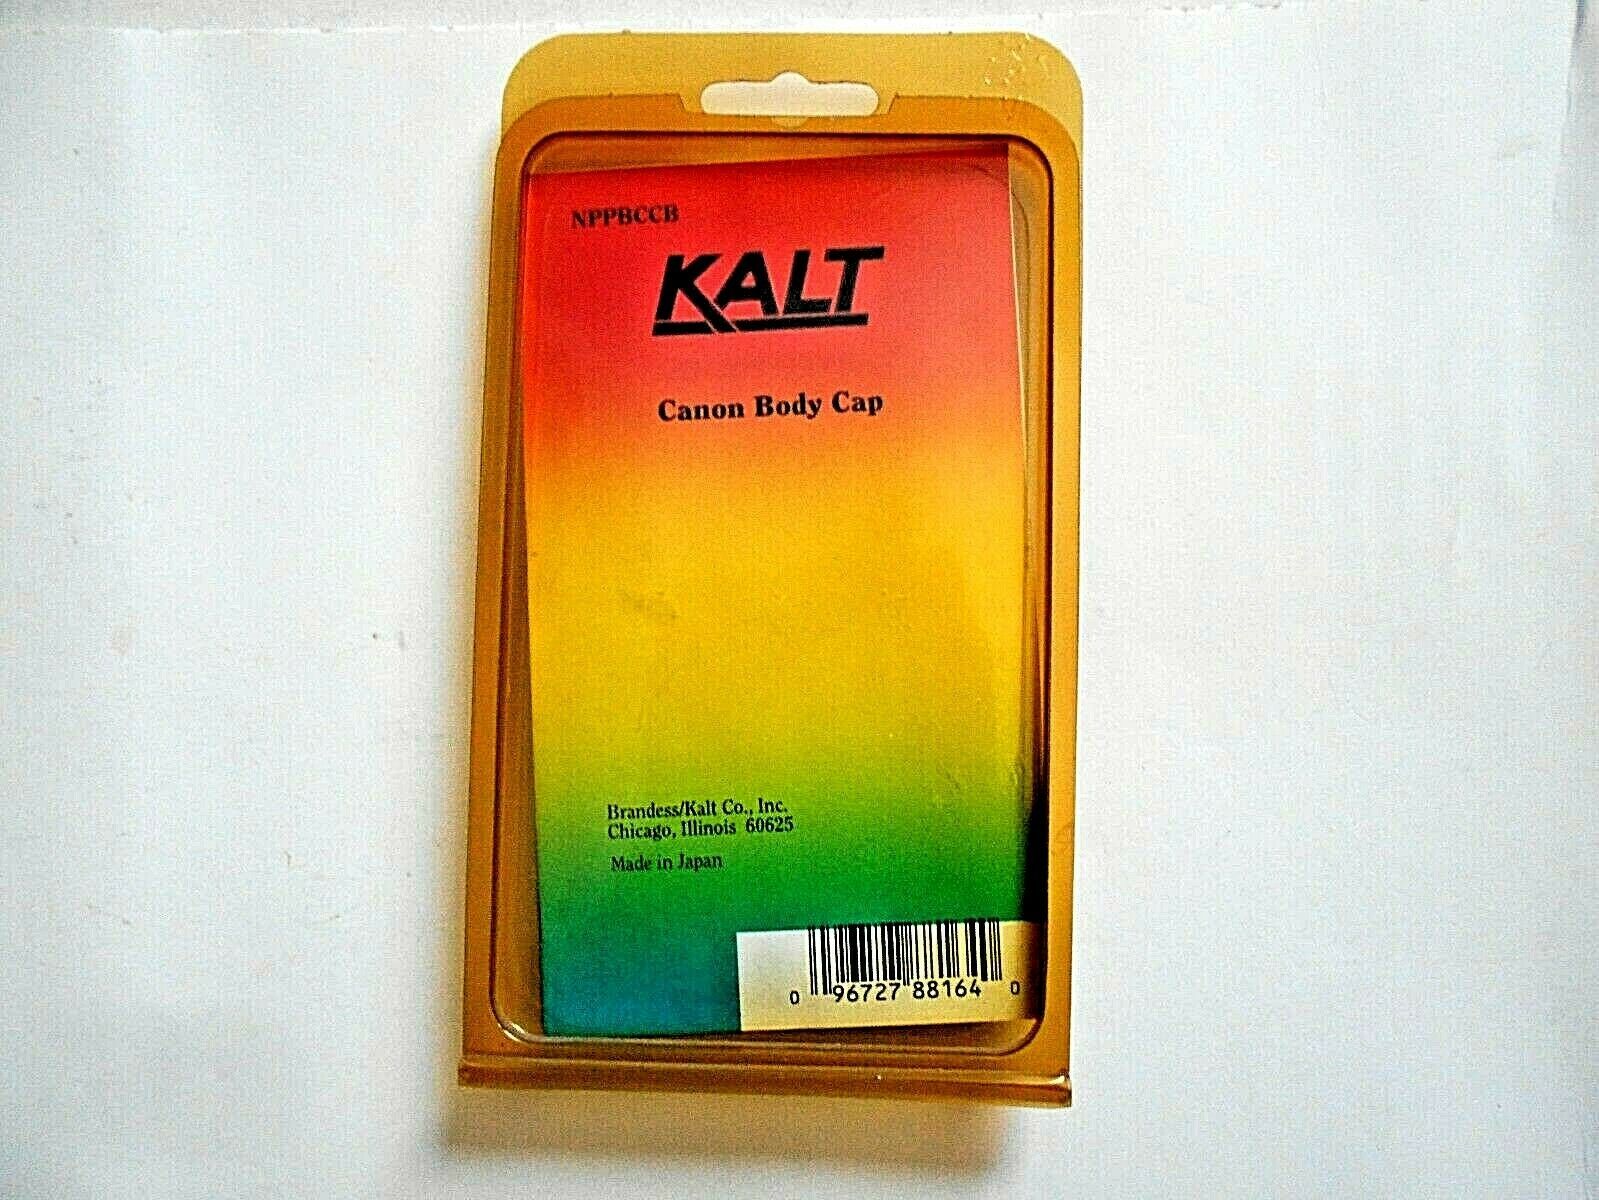 NPPBCCB
KALT
Canon Body Cap
Brandess/Kalt Co., Inc.
Chicago, Illinois 60625
Made in Japan
0 96727 88164 0